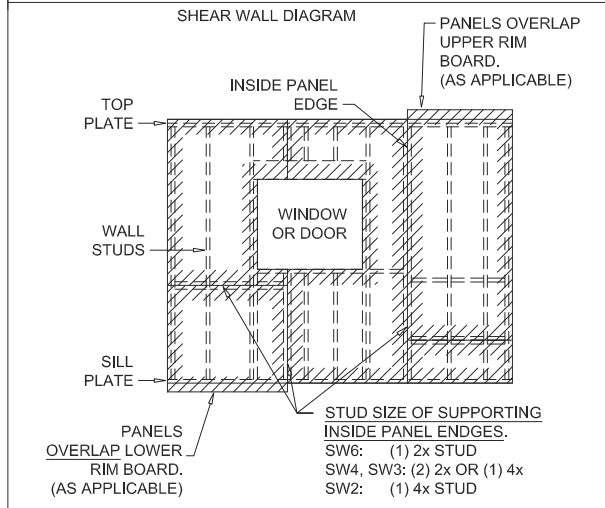 SHEAR WALL DIAGRAM
PANELS OVERLAP
UPPER RIM
BOARD.
(AS APPLICABLE)
INSIDE PANEL
EDGE
TOP
PLATE
WINDOW
OR DOOR
WALL
STUDS
SILL
PLATE
PANELS
OVERLAP LOWER
RIM BOARD.
(AS APPLICABLE)
STUD SIZE OF SUPPORTING
INSIDE PANEL ENDGES.
SW6: (1) 2x STUD
SW4, SW3: (2) 2x OR (1) 4x
SW2: (1) 4x STUD